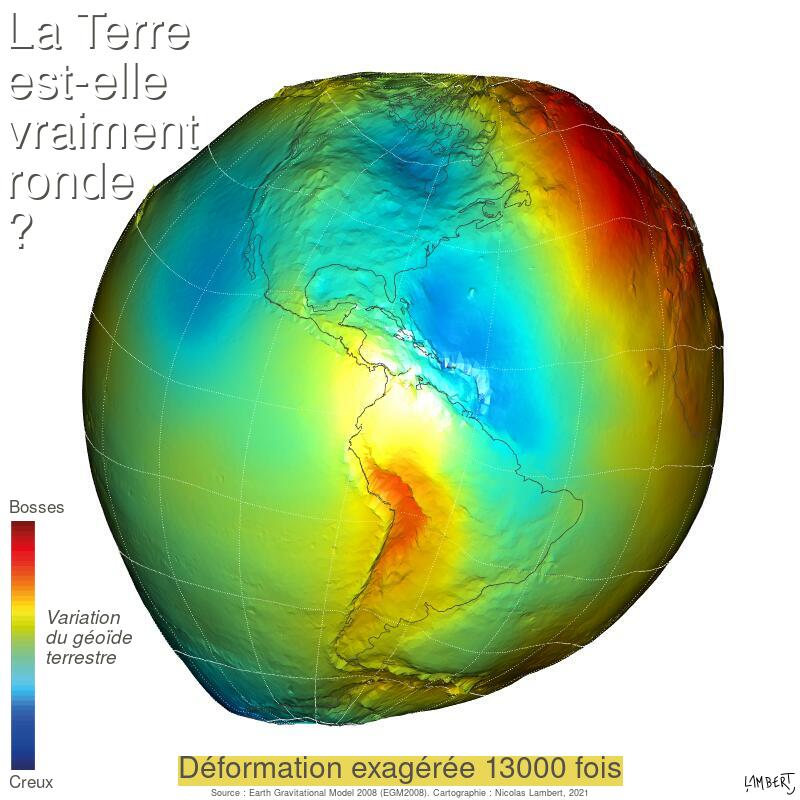 La Terre
est-elle
vraiment
ronde
?
Bosses
Variation
du géoïde
terrestre
Creux
Déformation exagérée 13000 fois
Source : Earth Gravitational Model 2008 (EGM2008). Cartographie : Nicolas Lambert, 2021
LAMBERT